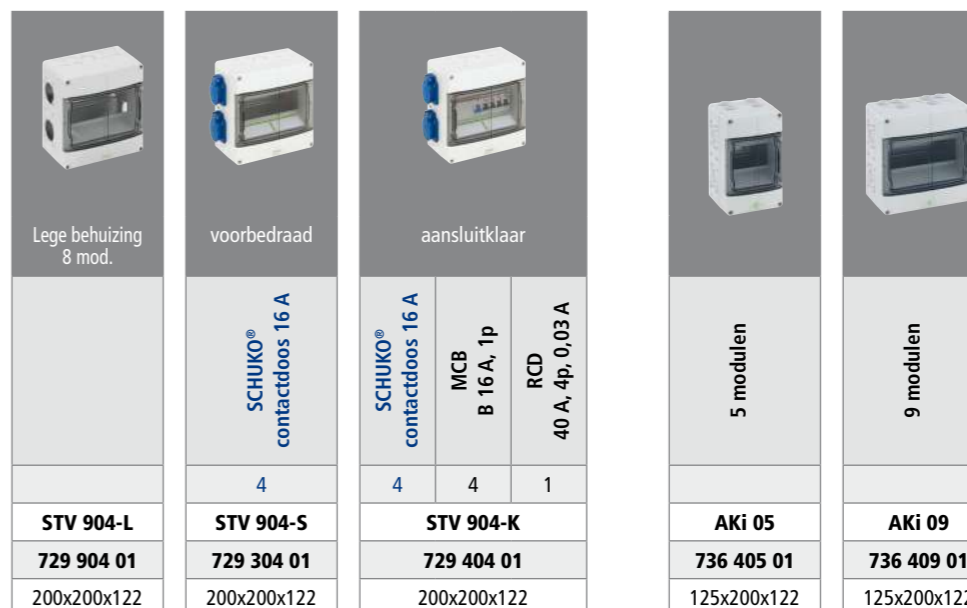 Lege behuizing
8 mod.
STV 904-L
729 904 01
200x200x122
voorbedraad
SCHUKO®
contactdoos 16 A
4
STV 904-S
729 304 01
200x200x122
aansluitklaar
SCHUKO®
contactdoos 16 A
MCB
B 16 A, 1p
RCD
40 A, 4p, 0,03 A
4 4 1
STV 904-K
729 404 01
200x200x122
5 modulen
AKi 05
736 405 01
125x200x122
9 modulen
AKi 09
736 409 01
125x200x122